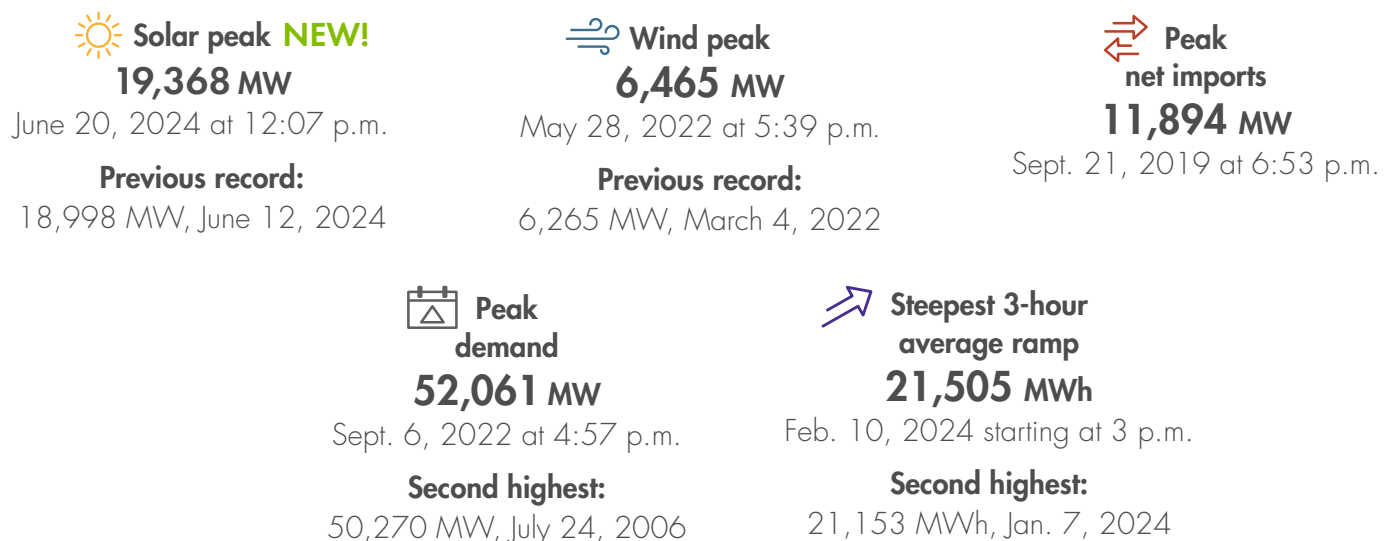 Solar peak NEW!
19,368 MW
June 20, 2024 at 12:07 p.m.
Previous record:
18,998 MW, June 12, 2024
Wind peak
6,465 MW
May 28, 2022 at 5:39 p.m.
Previous record:
6,265 MW, March 4, 2022
Peak
net imports
11,894 MW
Sept. 21, 2019 at 6:53 p.m.
Peak
demand
52,061 MW
Sept. 6, 2022 at 4:57 p.m.
Second highest:
50,270 MW, July 24, 2006
Steepest 3-hour
average ramp
21,505 MWh
Feb. 10, 2024 starting at 3 p.m.
Second highest:
21,153 MWh, Jan. 7, 2024